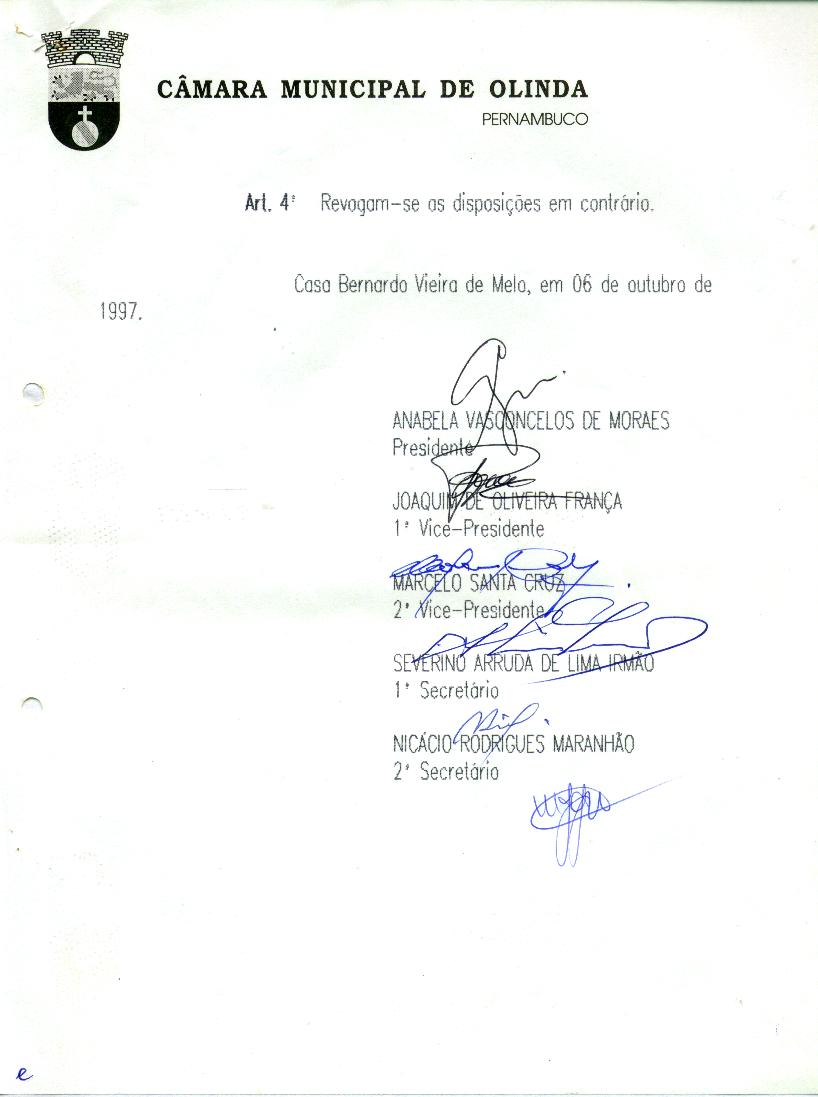 CÂMARA MUNICIPAL DE OLINDA
PERNAMBUCO
Art. 4º Revogam-se as disposições em contrário.
Casa Bernardo Vieira de Melo, em 06 de outubro de
1997.
ANABELA VASCONCELOS DE MORAES
Presidente
JOAQUIM DE OLIVEIRA FRANÇA
1º Vice-Presidente
MARCELO SANTA CRUZ
2º Vice-Presidente
SEVERINO ARRUDA DE LIMA IRMÃO
1º Secretário
NICÁCIO RODRIGUES MARANHÃO
2º Secretário
e